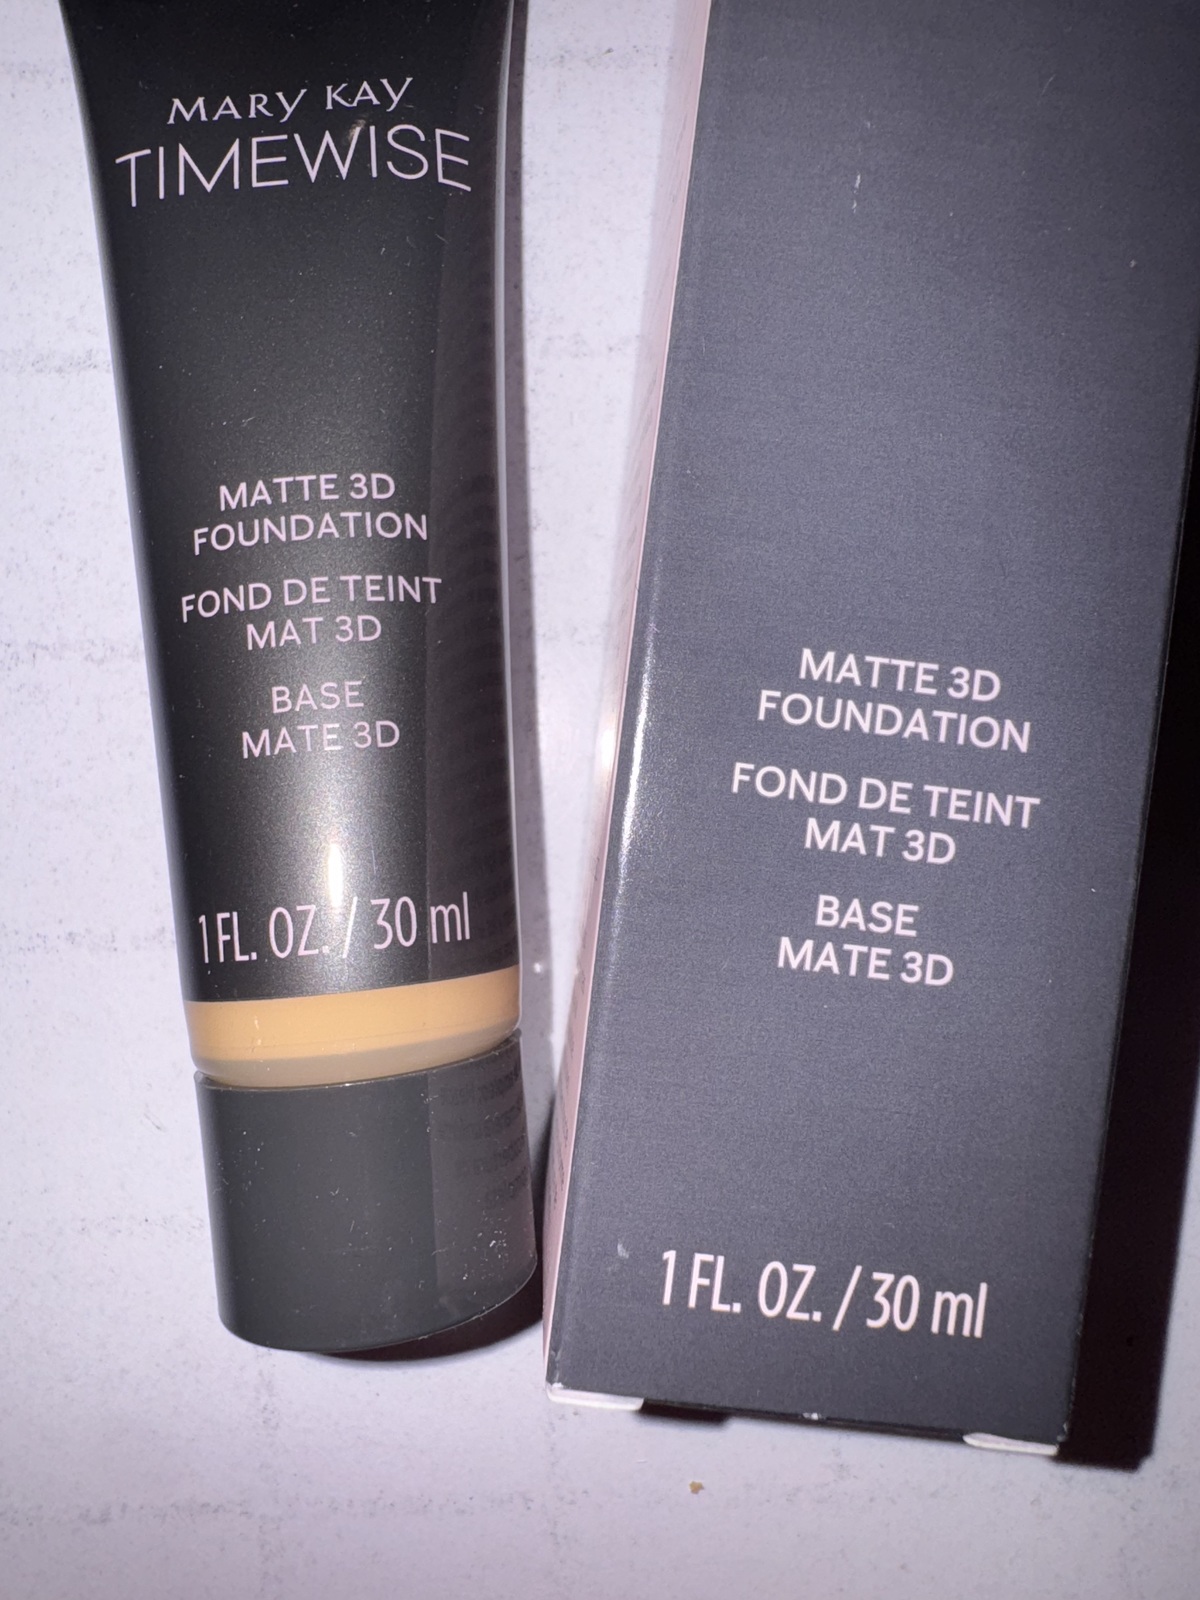 MARY KAY
TIMEWISE
MATTE 3D
FOUNDATION
FOND DE TEINT
MAT 3D
BASE
MATE 3D
1 FL. OZ. / 30 ml
MATTE 3D
FOUNDATION
FOND DE TEINT
MAT 3D
BASE
MATE 3D
1 FL. OZ. / 30 ml